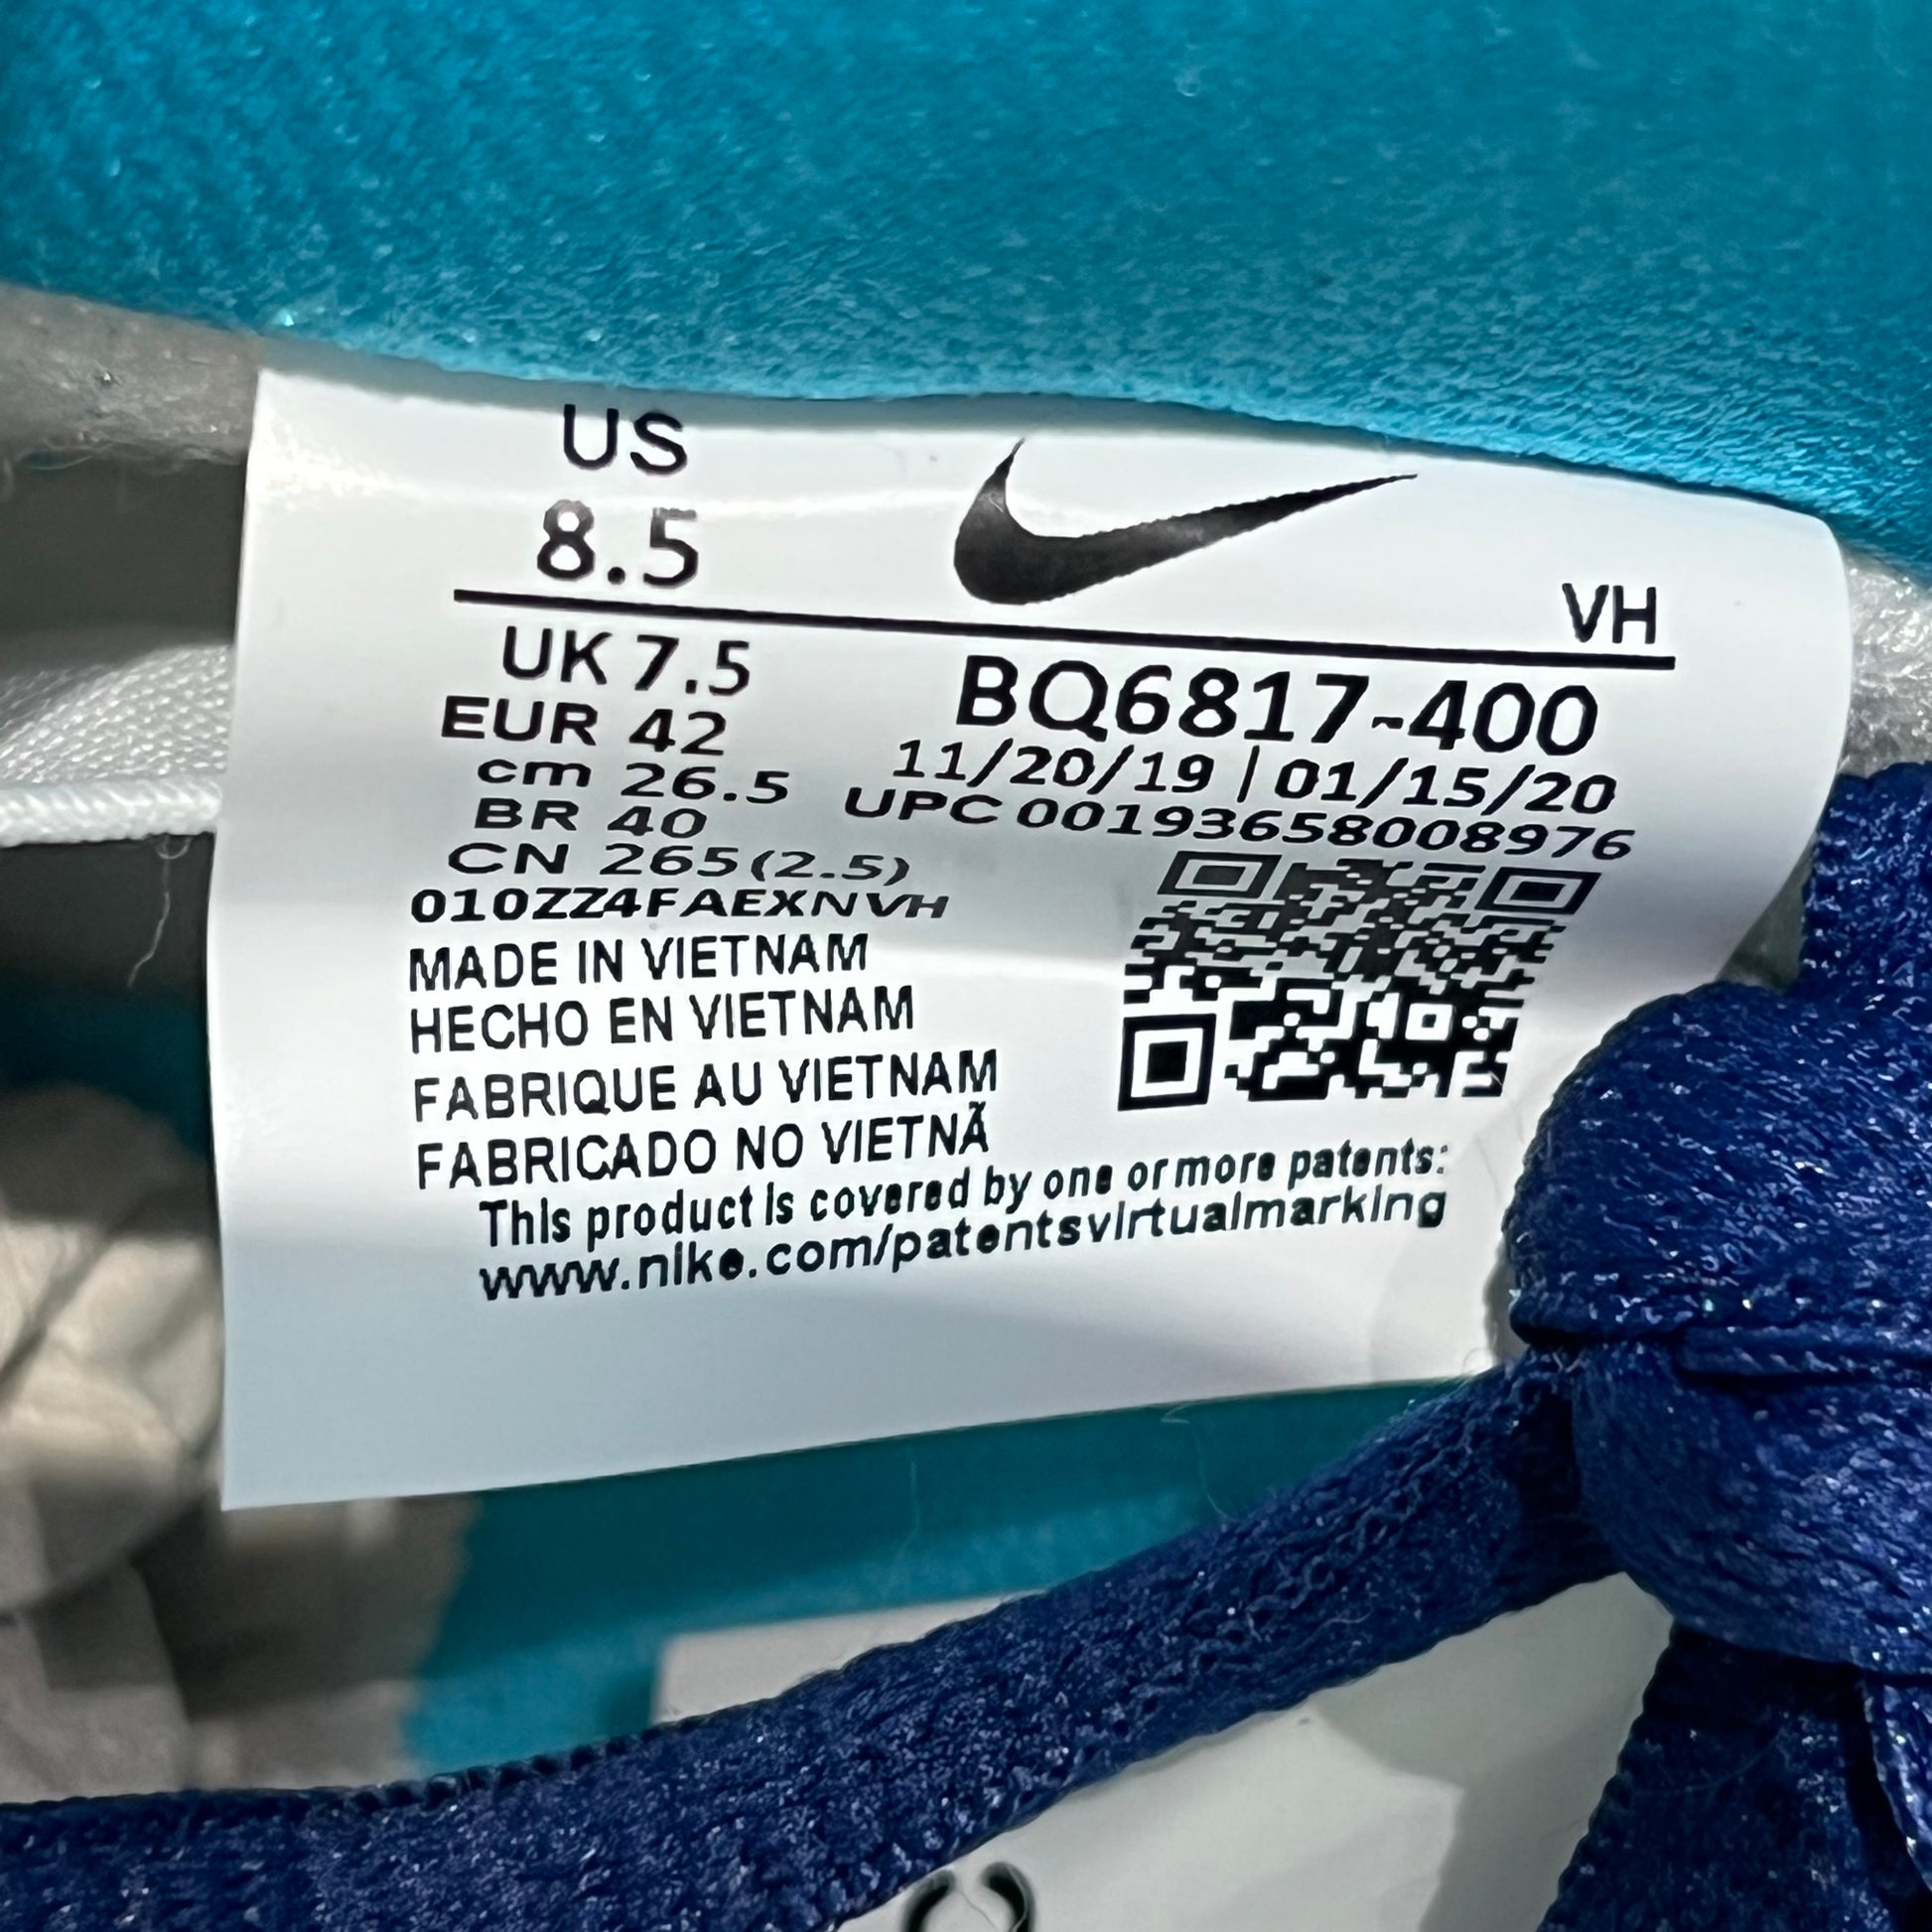 US
8.5
VH
UK 7.5
EUR 42
cm 26.5
BR 40
CN 265(2.5)
BQ6817-400
11/20/19 | 01/15/20
UPC 00193658008976
010ZZ4FAEXNVH
MADE IN VIETNAM
HECHO EN VIETNAM
FABRIQUE AU VIETNAM
FABRICADO NO VIETNÃ
This product is covered by one or more patents:
www.nike.com/patentsvirtualmarking